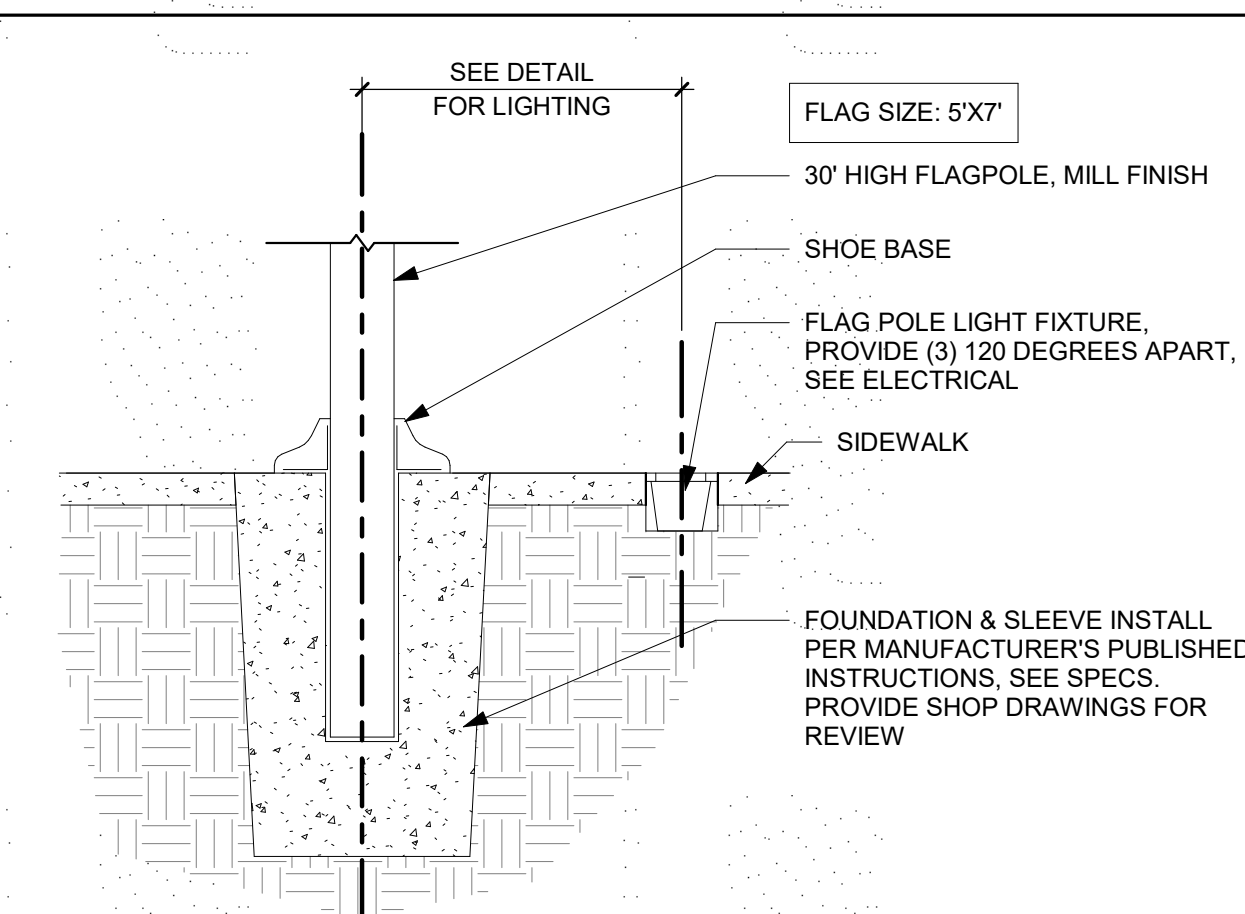 SEE DETAIL
FOR LIGHTING
FLAG SIZE: 5'X7'
30' HIGH FLAGPOLE, MILL FINISH
SHOE BASE
FLAG POLE LIGHT FIXTURE,
PROVIDE (3) 120 DEGREES APART,
SEE ELECTRICAL
SIDEWALK
FOUNDATION & SLEEVE INSTALL
PER MANUFACTURER'S PUBLISHED
INSTRUCTIONS, SEE SPECS.
PROVIDE SHOP DRAWINGS FOR
REVIEW